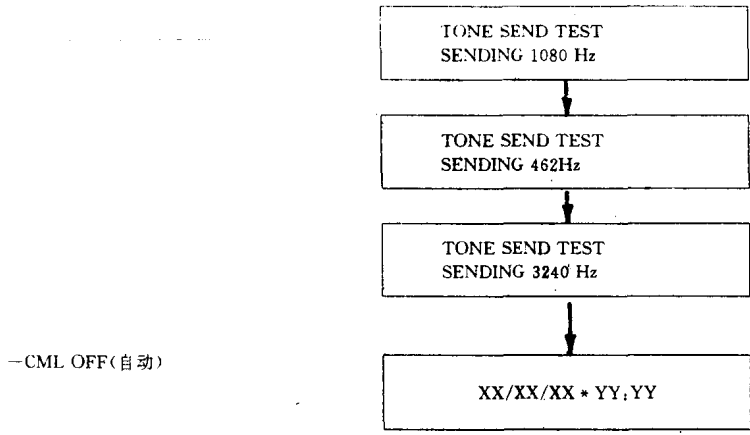 TONE SEND TEST
SENDING 1080 Hz
TONE SEND TEST
SENDING 462Hz
TONE SEND TEST
SENDING 3240 Hz
—CML OFF(自动)
XX/XX/XX * YY:YY